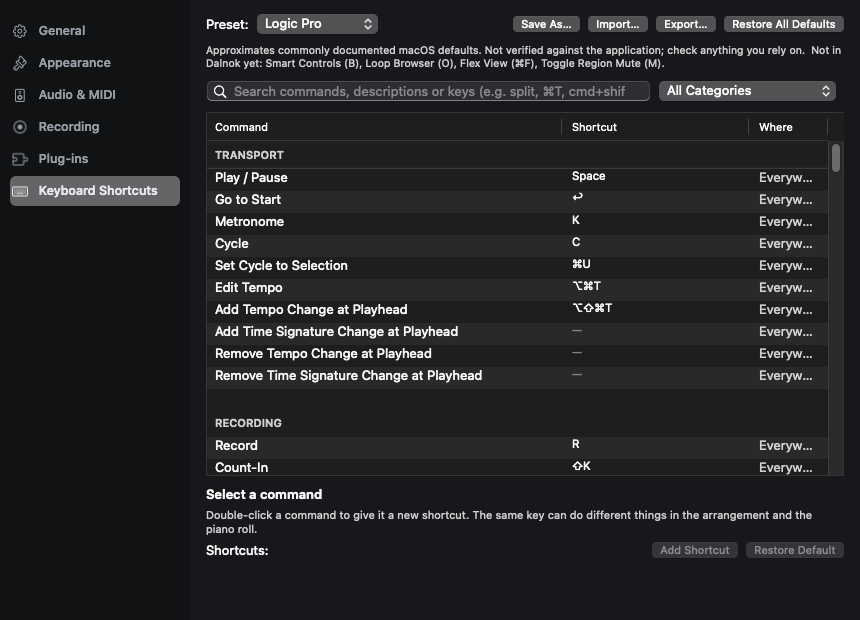 General
Appearance
Audio & MIDI
Recording
Plug-ins
Keyboard Shortcuts
Preset: Logic Pro Save As... Import... Export... Restore All Defaults
Approximates commonly documented macOS defaults. Not verified against the application; check anything you rely on. Not in
Dalnok yet: Smart Controls (B), Loop Browser (O), Flex View (⌘F), Toggle Region Mute (M).
Search commands, descriptions or keys (e.g. split, ⌘T, cmd+shif All Categories
Command Shortcut Where
TRANSPORT
Play / Pause Space Everyw...
Go to Start ↩ Everyw...
Metronome K Everyw...
Cycle C Everyw...
Set Cycle to Selection ⌘U Everyw...
Edit Tempo ⌥⌘T Everyw...
Add Tempo Change at Playhead ⌥⇧⌘T Everyw...
Add Time Signature Change at Playhead — Everyw...
Remove Tempo Change at Playhead — Everyw...
Remove Time Signature Change at Playhead — Everyw...
RECORDING
Record R Everyw...
Count-In ⇧K Everyw...
Select a command
Double-click a command to give it a new shortcut. The same key can do different things in the arrangement and the
piano roll.
Shortcuts: Add Shortcut Restore Default